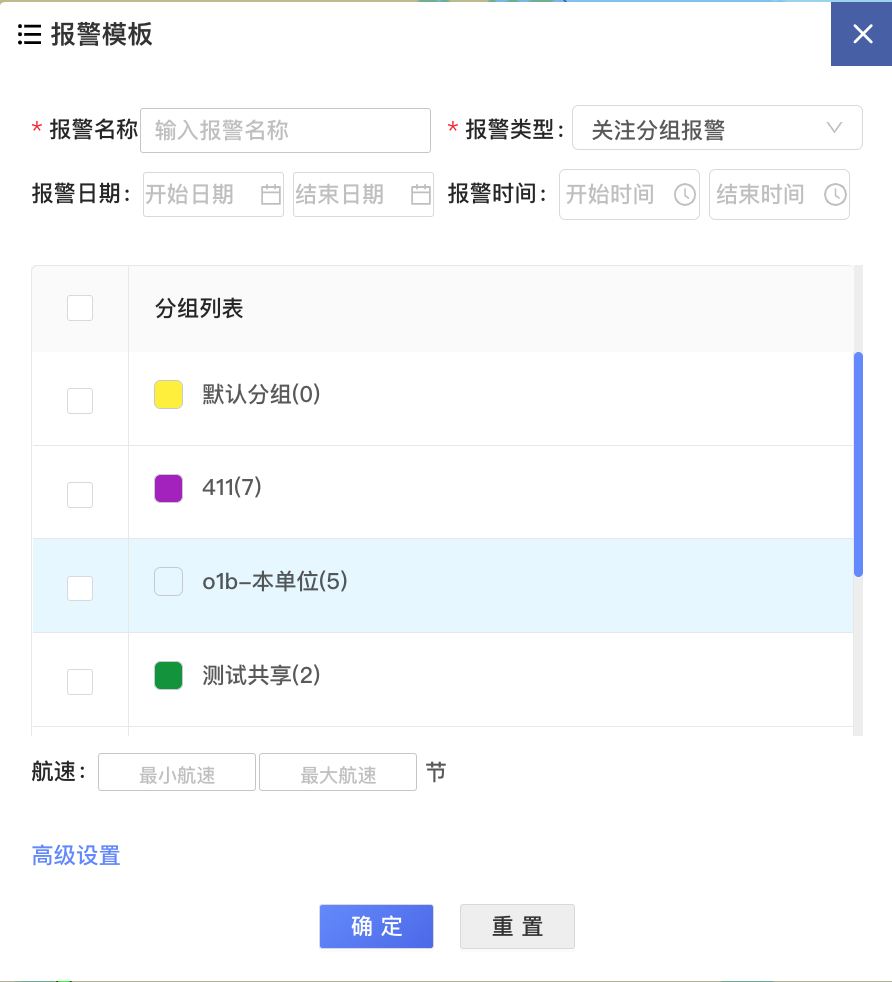 报警模板
* 报警名称 输入报警名称 * 报警类型: 关注分组报警
报警日期: 开始日期 结束日期 报警时间: 开始时间 结束时间
分组列表
默认分组(0)
411(7)
o1b-本单位(5)
测试共享(2)
航速: 最小航速 最大航速 节
高级设置
确 定 重 置